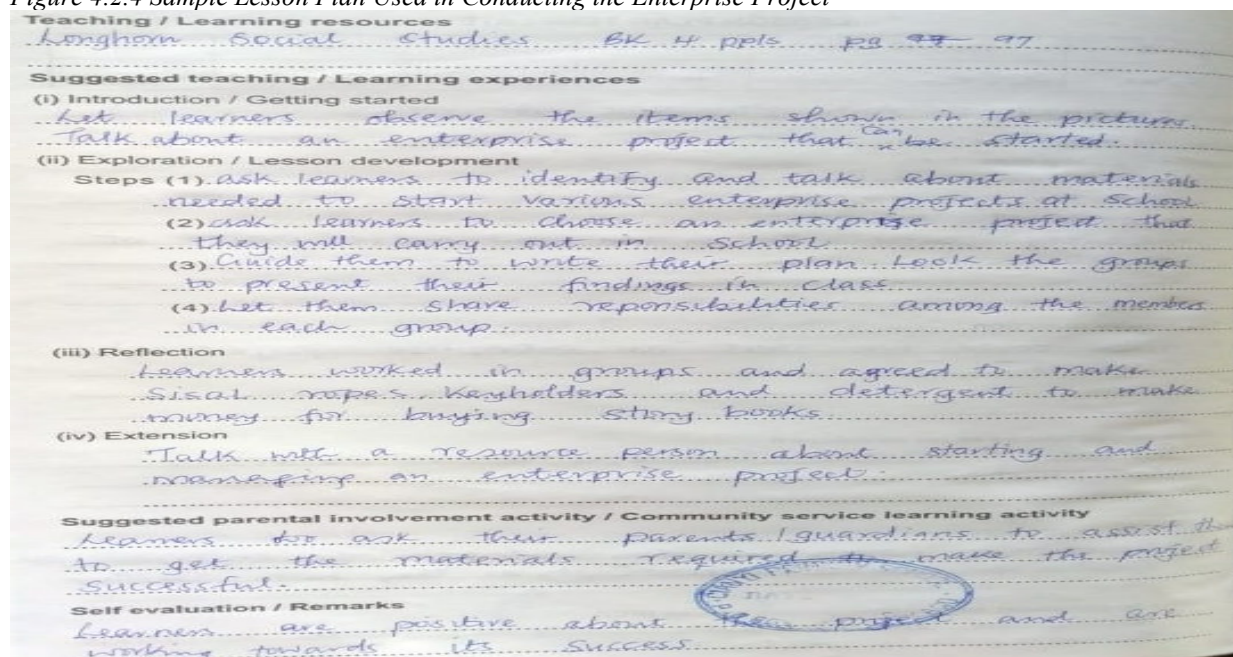 Figure 4.2.4 Sample Lesson Plan Used in Conducting the Enterprise Project
Teaching / Learning resources
Longhorn Social studies BK 4 ppls pg 97 97
Suggested teaching / Learning experiences
(i) Introduction / Getting started
Let learners observe the items shown in the pictures
Talk about an enterprise project that can be started.
(ii) Exploration / Lesson development
Steps (1) ask learners to identify and talk about materials
needed to start various enterprise projects at school
(2) ask learners to choose an enterprise project that
they will carry out in school
(3) Guide them to write their plan the groups
to present their findings in class
(4) Let them share reponsibilities among the members
in each group.
(iii) Reflection
Learners worked in groups and agreed to make
Sisal ropes, Keyholders and detergent to make
money for buying story books
(iv) Extension
Talk with a resource person about starting and
managing an enterprise project.
Suggested parental involvement activity / Community service learning activity
Learners to ask their parents / guardians to assist
to get the materials required to make the project
Successful.
Self evaluation / Remarks
Learners are positive about project and are
working towards its success